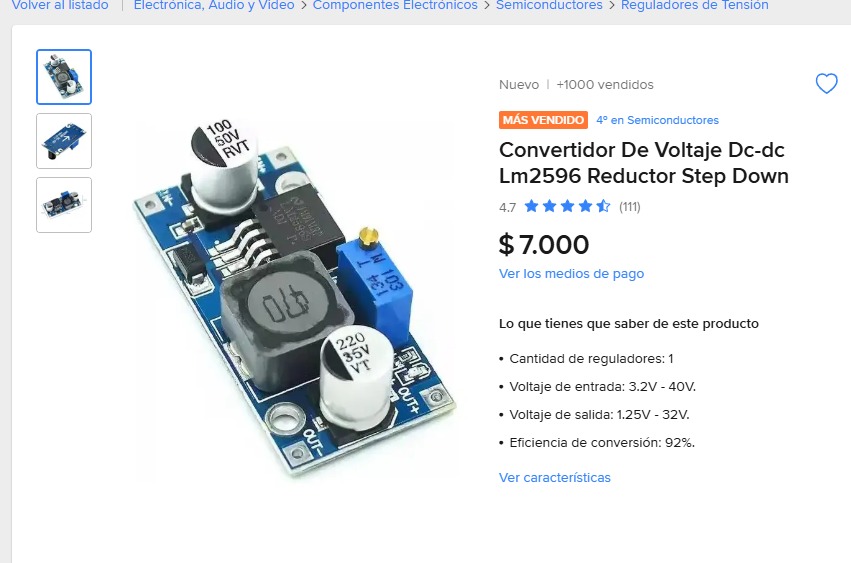 Volver al listado | Electrónica, Audio y Video > Componentes Electrónicos > Semiconductores > Reguladores de Tensión
Nuevo | +1000 vendidos
MÁS VENDIDO 4º en Semiconductores
Convertidor De Voltaje Dc-dc
Lm2596 Reductor Step Down
4.7 (111)
$ 7.000
Ver los medios de pago
Lo que tienes que saber de este producto
• Cantidad de reguladores: 1
• Voltaje de entrada: 3.2V - 40V.
• Voltaje de salida: 1.25V - 32V.
• Eficiencia de conversión: 92%.
Ver características
100
50V
RVT
IN-
470
M 103
134 T
220
35V
VT
OUT+
OUT-